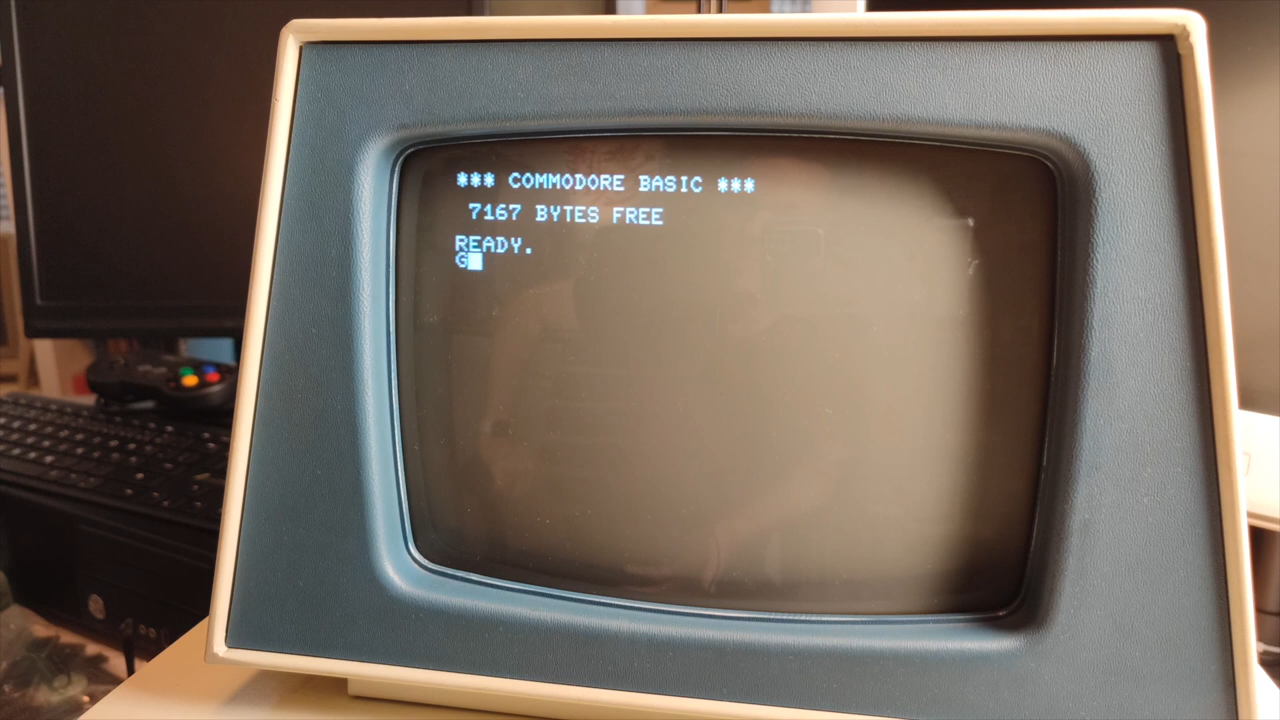 *** COMMODORE BASIC ***
7167 BYTES FREE
READY.
G